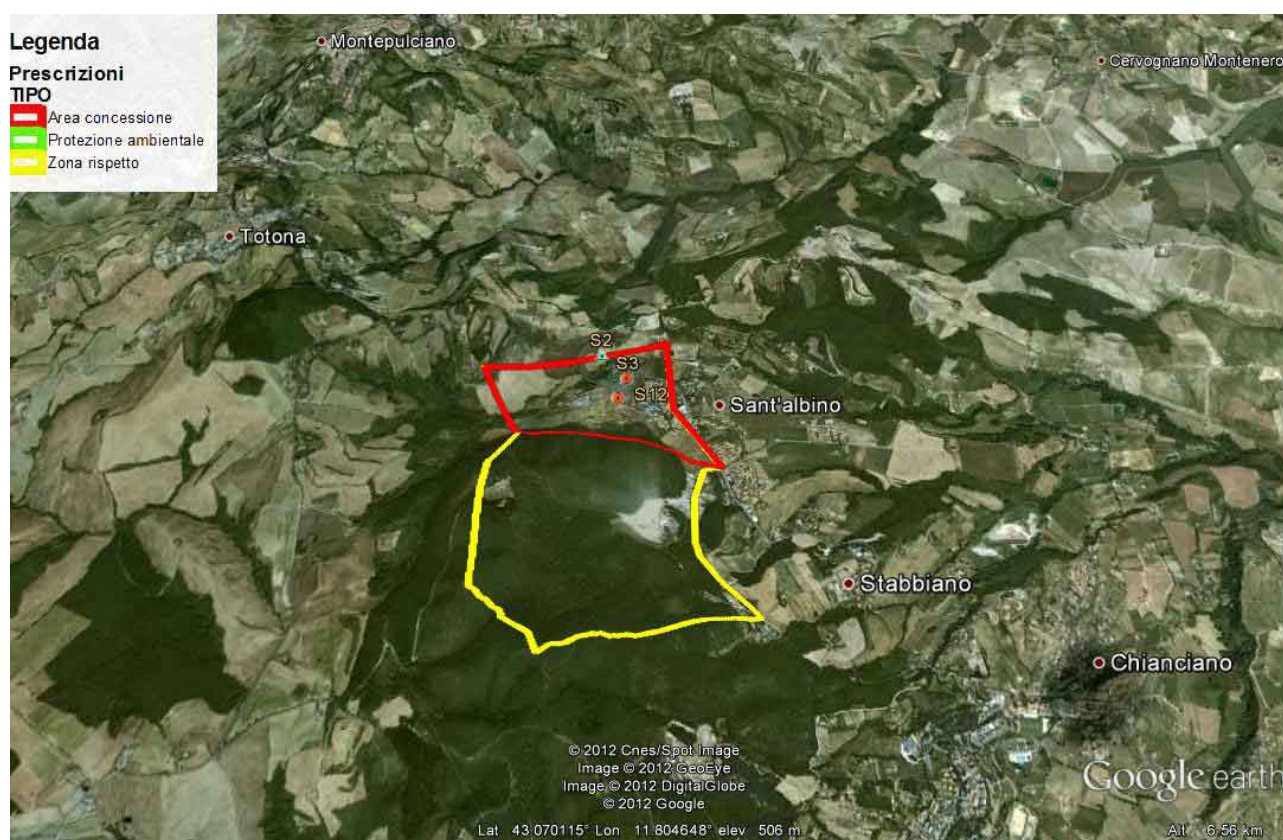 Legenda
Prescrizioni
TIPO
Area concessione
Protezione ambientale
Zona rispetto
Montepulciano
Cervognano Montenero
Totona
S2
S3
S12
Sant'albino
Stabbiano
Chianciano
© 2012 Cnes/Spot Image
Image © 2012 GeoEye
Image © 2012 DigitalGlobe
© 2012 Google
Google earth
Lat 43.070115° Lon 11.804648° elev 506 m
Alt 6.56 km